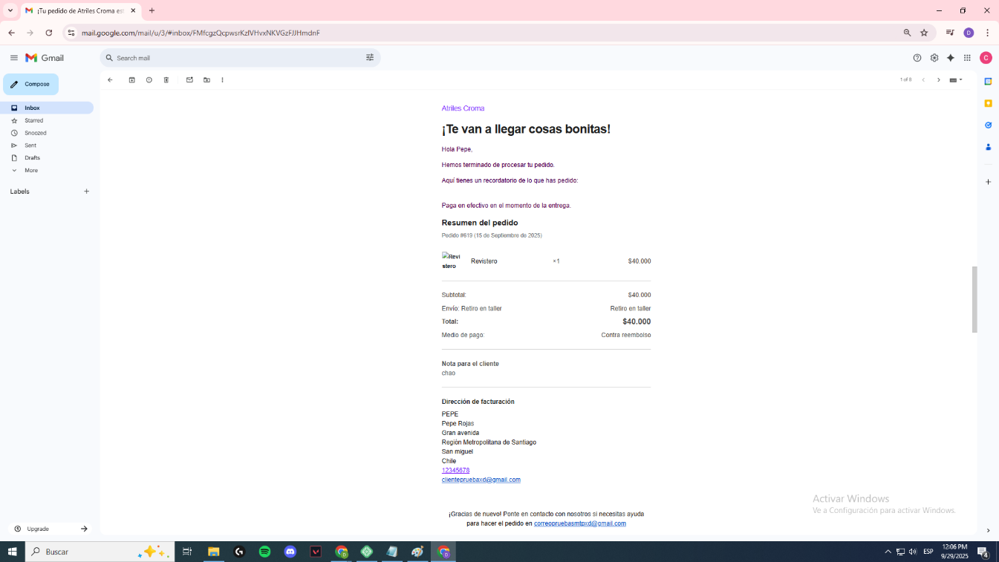 ¡Tu pedido de Atriles Croma est
mail.google.com/mail/u/3/#inbox/FMfcgzQcpwsrKzlVHvxNKVGzFJJHmdnF
D
Gmail
Search mail
C
Compose
1 of 8
Inbox
Starred
Snoozed
Sent
Drafts
More
Labels
Atriles Croma
¡Te van a llegar cosas bonitas!
Hola Pepe,
Hemos terminado de procesar tu pedido.
Aquí tienes un recordatorio de lo que has pedido:
Paga en efectivo en el momento de la entrega.
Resumen del pedido
Pedido #619 (15 de Septiembre de 2025)
Revistero Revistero ×1 $40.000
Subtotal: $40.000
Envío: Retiro en taller Retiro en taller
Total: $40.000
Medio de pago: Contra reembolso
Nota para el cliente
chao
Dirección de facturación
PEPE
Pepe Rojas
Gran avenida
Región Metropolitana de Santiago
San miguel
Chile
12345678
clientepruebaxd@gmail.com
¡Gracias de nuevo! Ponte en contacto con nosotros si necesitas ayuda
para hacer el pedido en correopruebasmtpxd@gmail.com
Activar Windows
Ve a Configuración para activar Windows.
Upgrade
Buscar
ESP
12:06 PM
9/29/2025
4